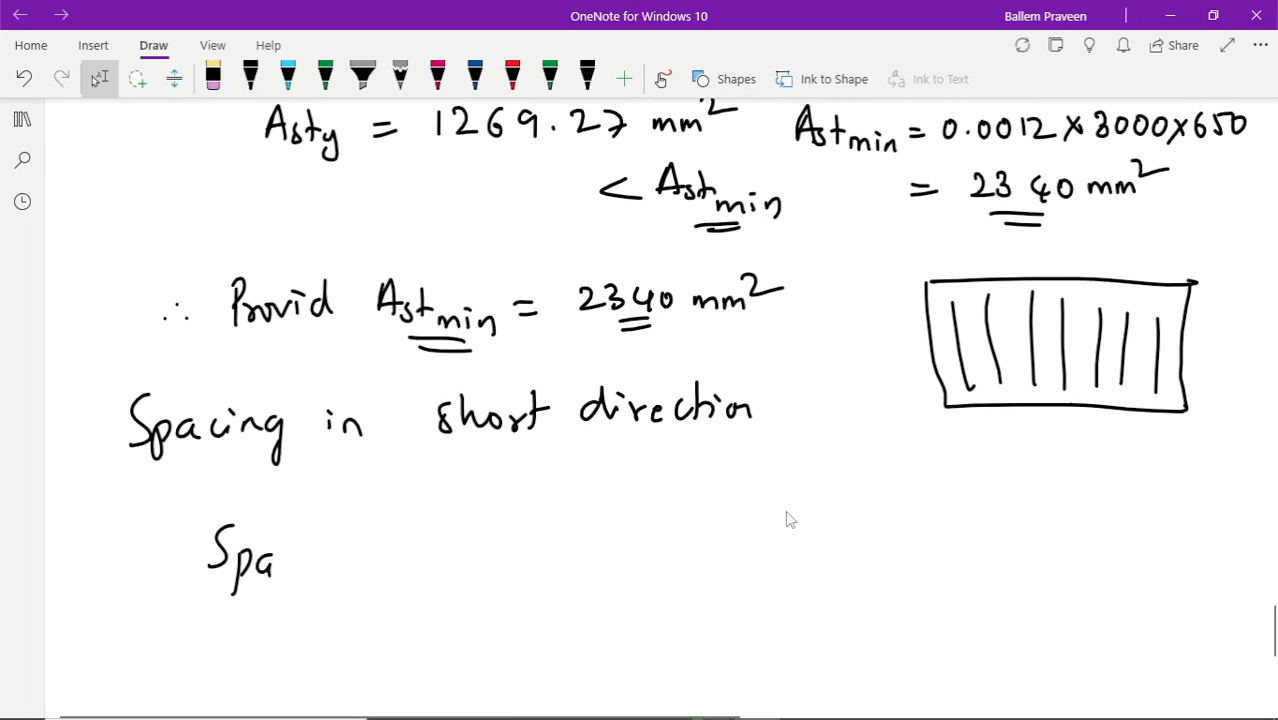 OneNote for Windows 10
Ballem Praveen
Home Insert Draw View Help
Share
Shapes
Ink to Shape
Ink to Text
Asty = 1269.27 mm²
Astmin = 0.0012 × 3000 × 650
< Astmin
= 2340 mm²
∴ Provid Astmin = 2340 mm²
Spacing in short direction
Spa